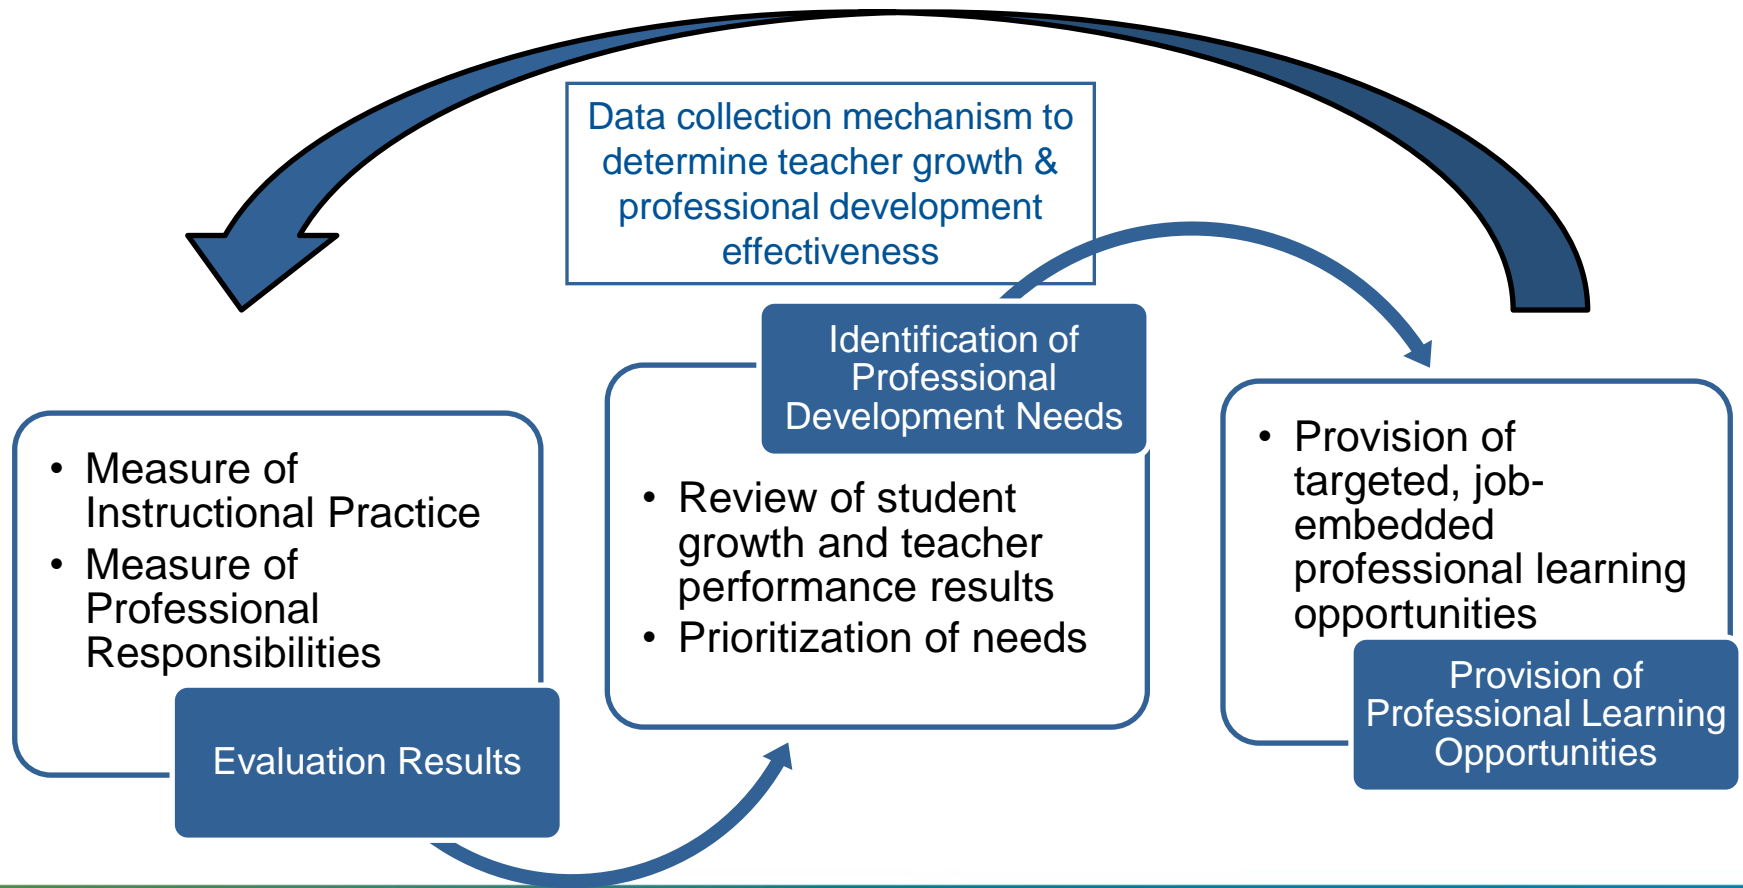 Data collection mechanism to
determine teacher growth &
professional development
effectiveness
• Measure of
Instructional Practice
• Measure of
Professional
Responsibilities
Evaluation Results
Identification of
Professional
Development Needs
• Review of student
growth and teacher
performance results
• Prioritization of needs
• Provision of
targeted, job-
embedded
professional learning
opportunities
Provision of
Professional Learning
Opportunities